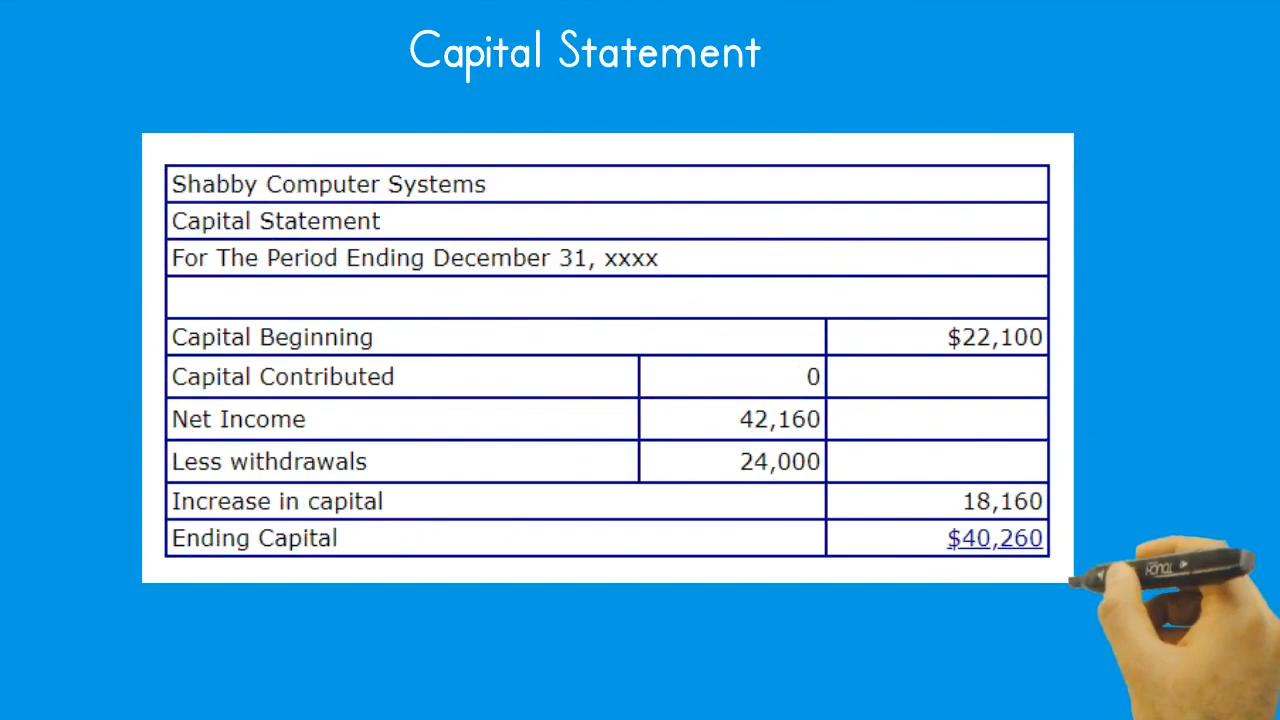 Capital Statement
Shabby Computer Systems
Capital Statement
For The Period Ending December 31, xxxx
Capital Beginning $22,100
Capital Contributed 0
Net Income 42,160
Less withdrawals 24,000
Increase in capital 18,160
Ending Capital $40,260
TOUCH